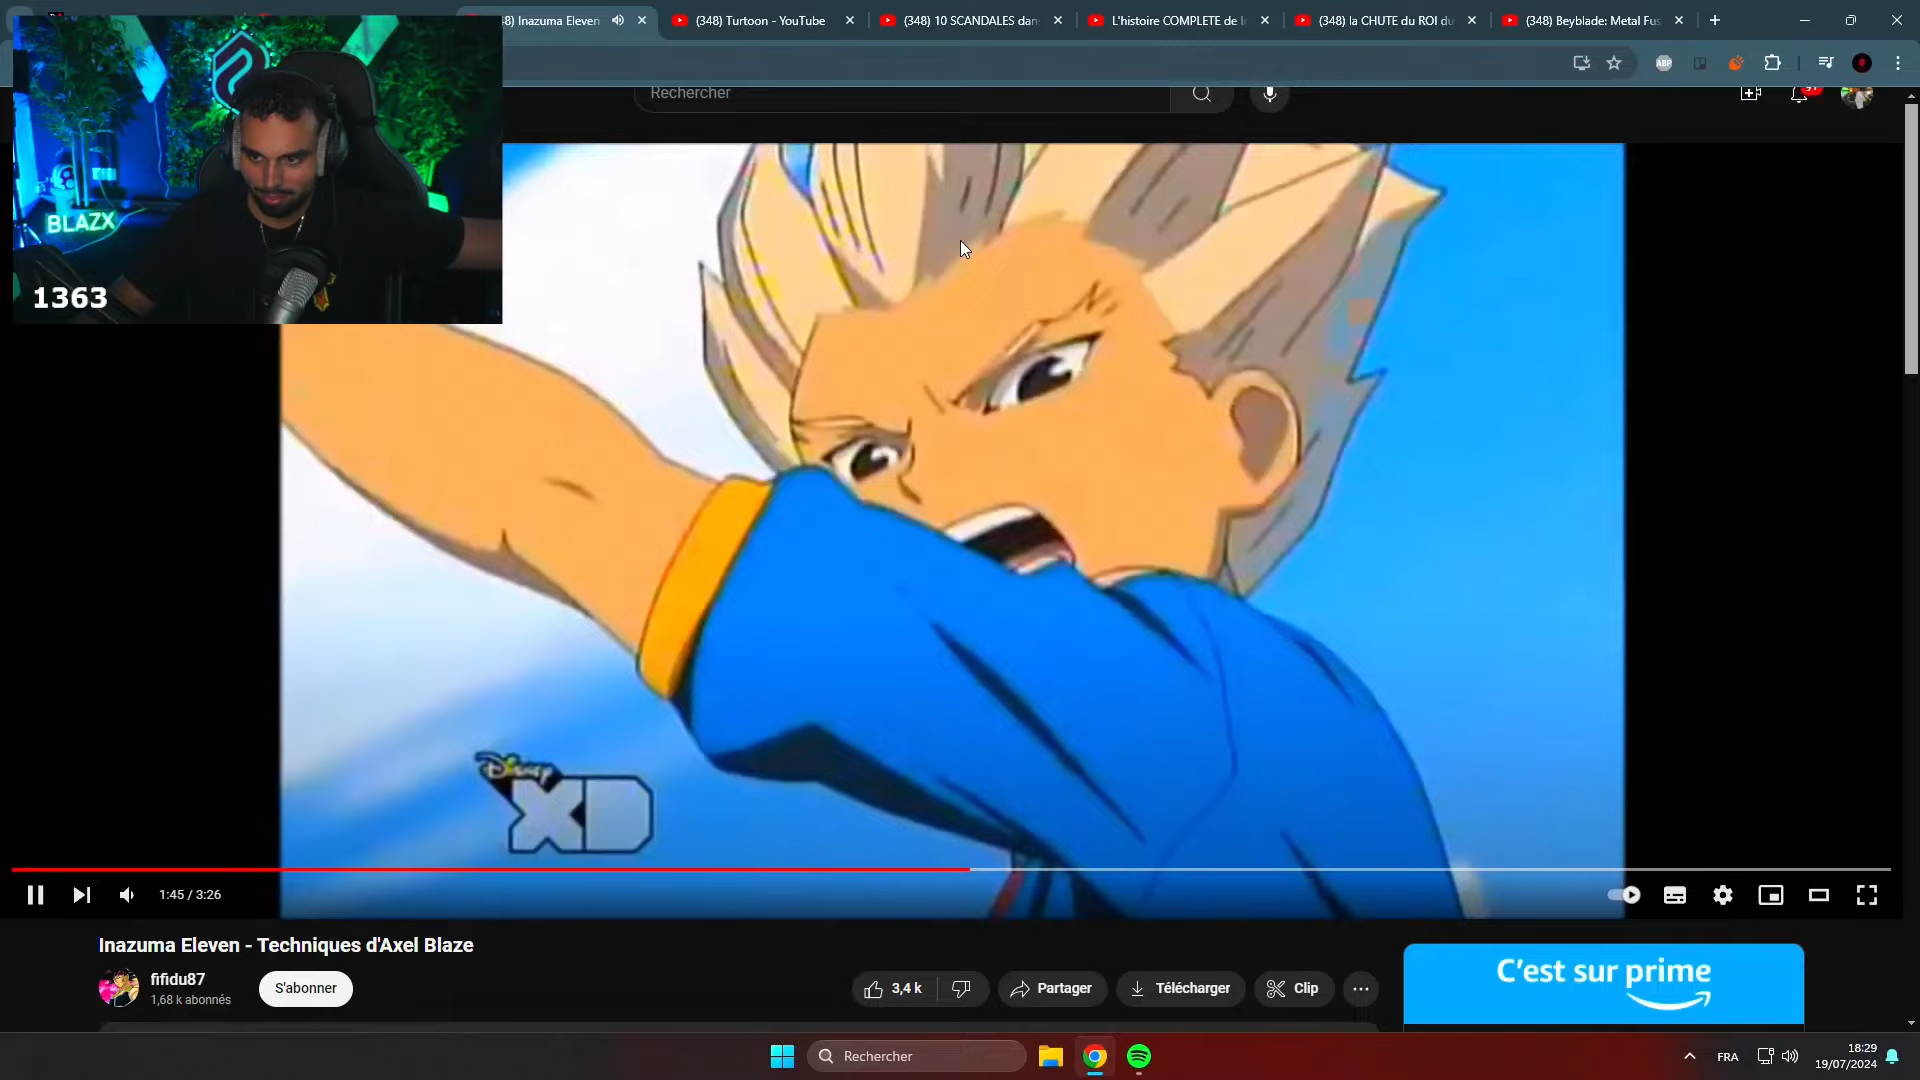 48) Inazuma Eleven
(348) Turtoon - YouTube
(348) 10 SCANDALES dan
L'histoire COMPLETE de l
(348) la CHUTE du ROI du
(348) Beyblade: Metal Fus
ABP
Rechercher
BLAZX
1363
Disney
XD
1:45 / 3:26
Inazuma Eleven - Techniques d'Axel Blaze
fifidu87
1,68 k abonnés
S'abonner
3,4 k
Partager
Télécharger
Clip
C'est sur prime
Rechercher
FRA
18:29
19/07/2024